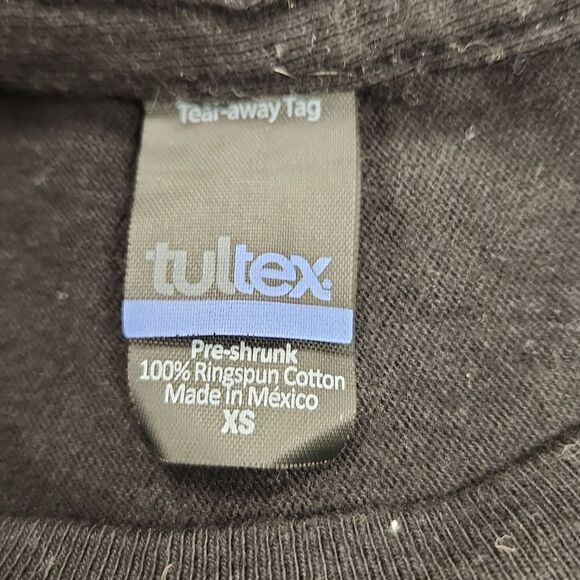 Tear-away Tag
tultex
Pre-shrunk
100% Ringspun Cotton
Made in México
XS